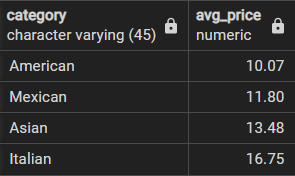 category avg_price
character varying (45) numeric
American 10.07
Mexican 11.80
Asian 13.48
Italian 16.75